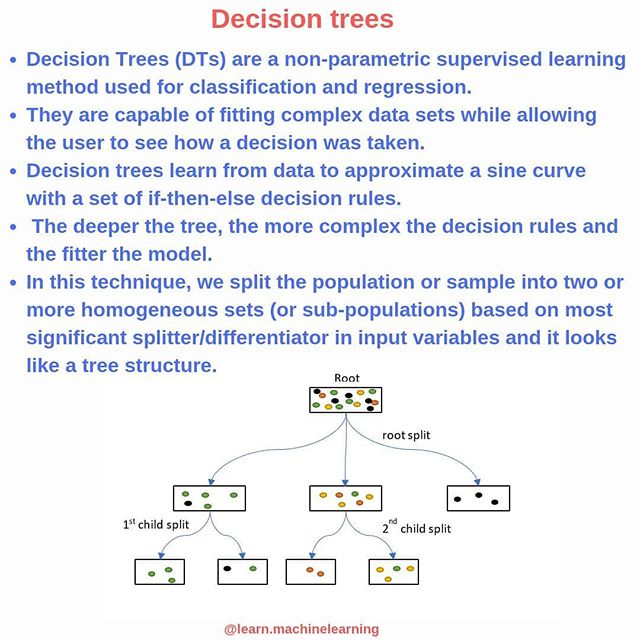 Decision trees
• Decision Trees (DTs) are a non-parametric supervised learning
method used for classification and regression.
• They are capable of fitting complex data sets while allowing
the user to see how a decision was taken.
• Decision trees learn from data to approximate a sine curve
with a set of if-then-else decision rules.
• The deeper the tree, the more complex the decision rules and
the fitter the model.
• In this technique, we split the population or sample into two or
more homogeneous sets (or sub-populations) based on most
significant splitter/differentiator in input variables and it looks
like a tree structure.
Root
root split
1st child split
2nd child split
@learn.machinelearning